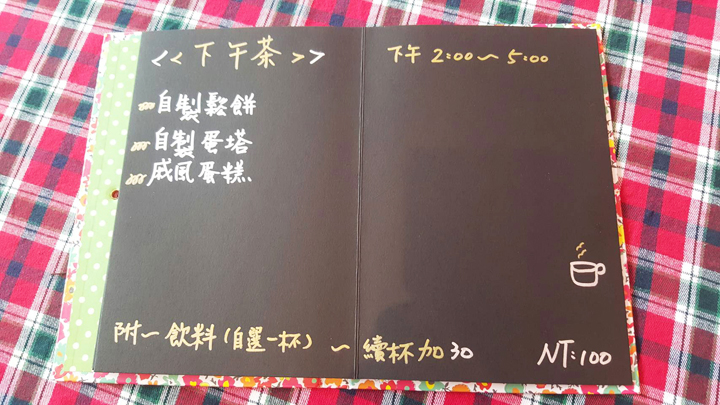 <<下午茶>>
下午 2:00～5:00
自製鬆餅
自製蛋塔
戚風蛋糕
附一飲料(自選一杯) ～ 續杯加30
NT:100